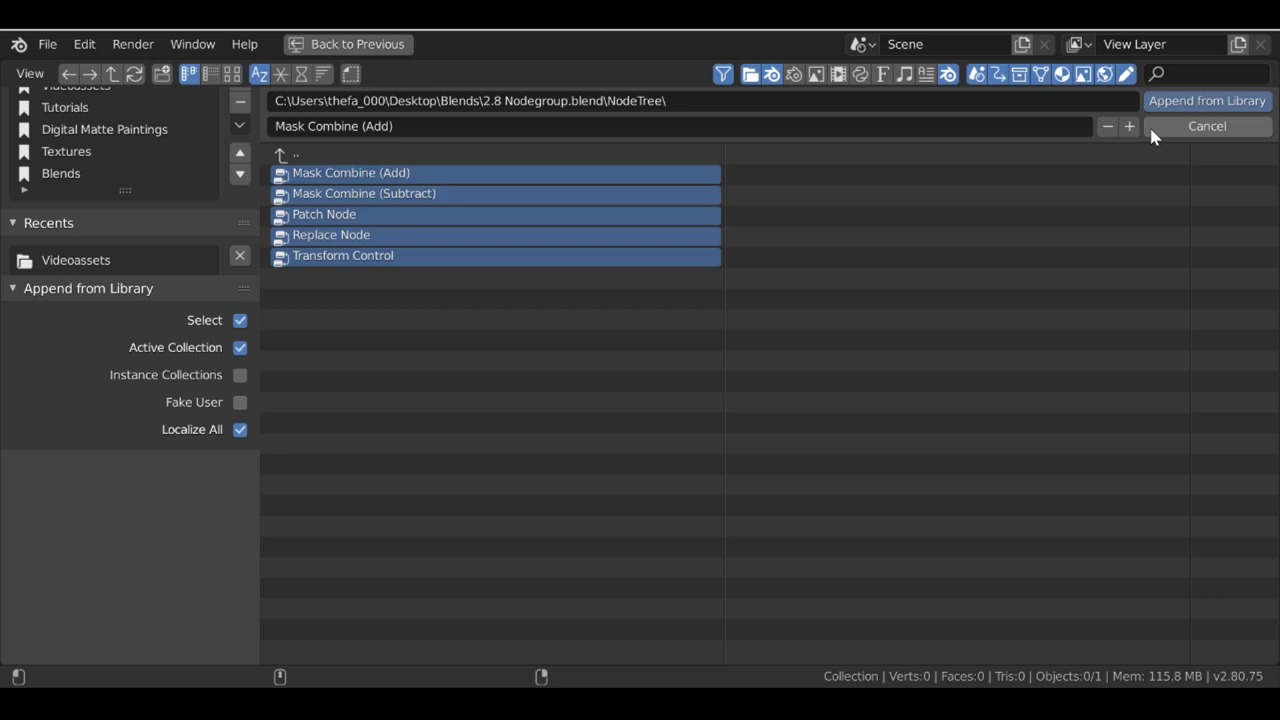 File Edit Render Window Help Back to Previous Scene View Layer
View
C:\Users\thefa_000\Desktop\Blends\2.8 Nodegroup.blend\NodeTree\ Append from Library
Mask Combine (Add) Cancel
Videoassets
Tutorials
Digital Matte Paintings
Textures
Blends
Recents
Videoassets
Append from Library
Select
Active Collection
Instance Collections
Fake User
Localize All
..
Mask Combine (Add)
Mask Combine (Subtract)
Patch Node
Replace Node
Transform Control
Collection | Verts:0 | Faces:0 | Tris:0 | Objects:0/1 | Mem: 115.8 MB | v2.80.75